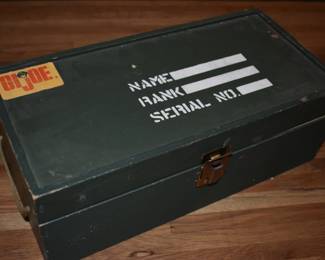 GI JOE®
NAME
RANK
SERIAL NO.